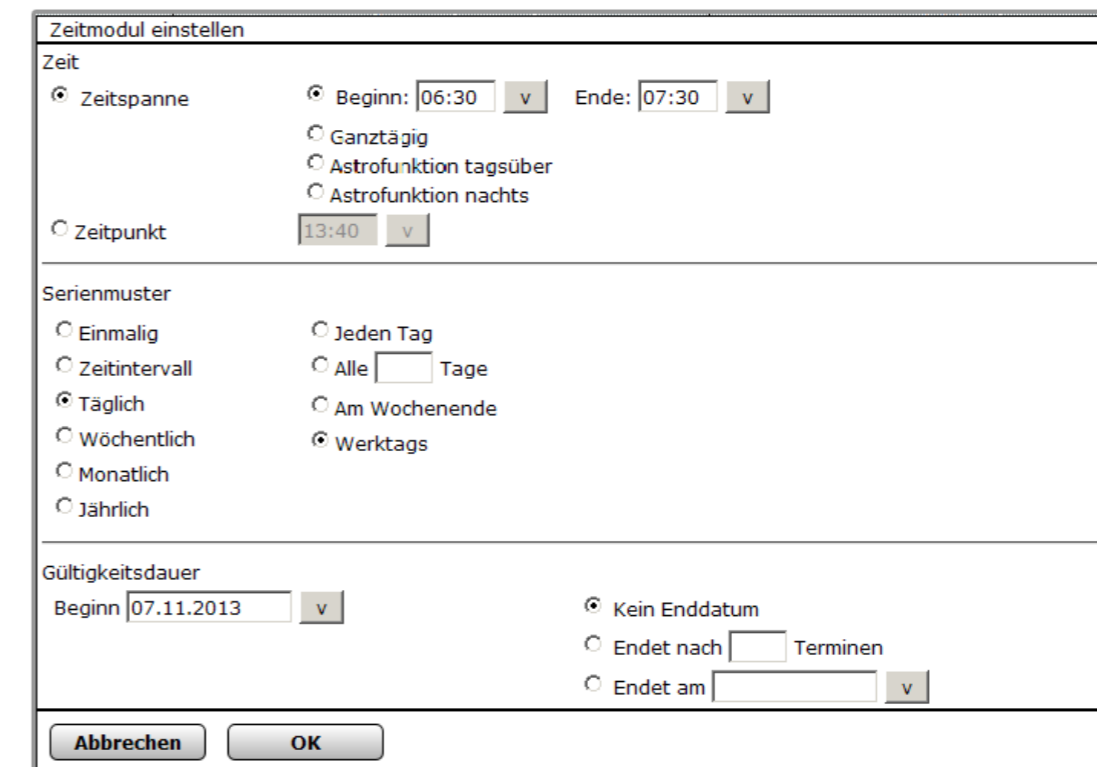 Zeitmodul einstellen
Zeit
Zeitspanne Beginn: 06:30 v Ende: 07:30 v
Ganztägig
Astrofunktion tagsüber
Astrofunktion nachts
Zeitpunkt 13:40 v
Serienmuster
Einmalig Jeden Tag
Zeitintervall Alle Tage
Täglich Am Wochenende
Wöchentlich Werktags
Monatlich
Jährlich
Gültigkeitsdauer
Beginn 07.11.2013 v Kein Enddatum
Endet nach Terminen
Endet am v
Abbrechen OK